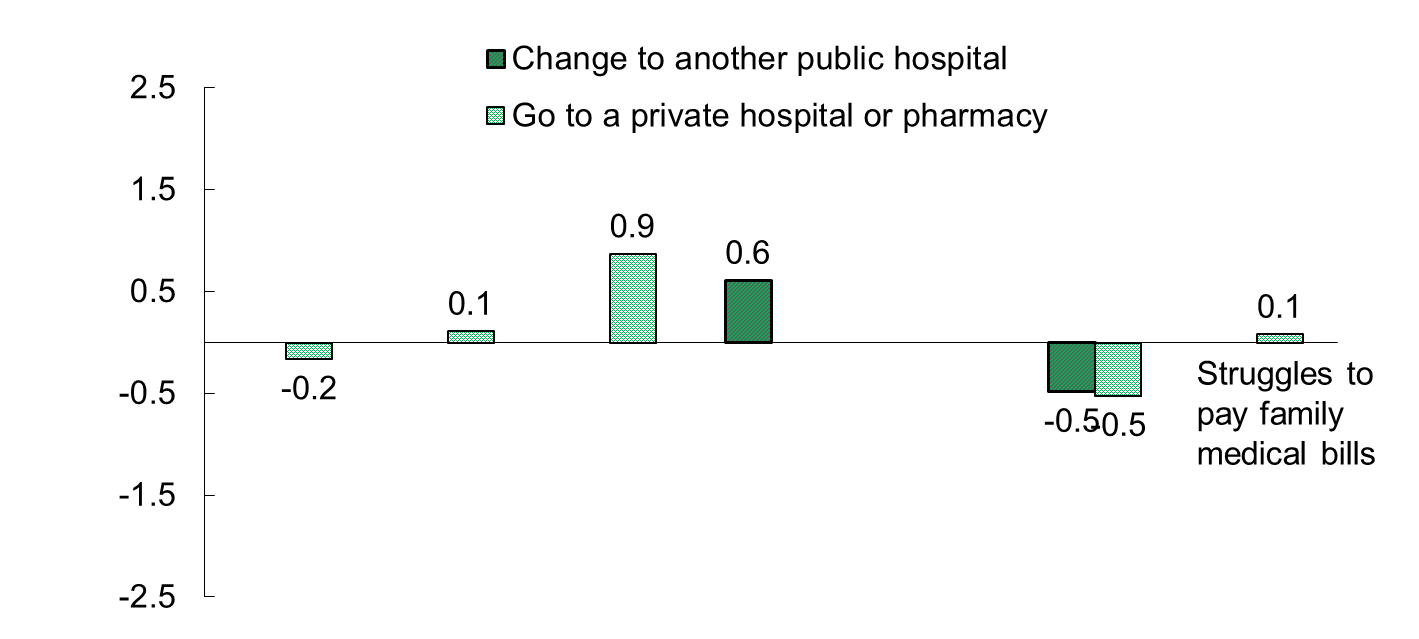 Change to another public hospital
Go to a private hospital or pharmacy
2.5
1.5
0.5
-0.5
-1.5
-2.5
-0.2
0.1
0.9
0.6
-0.5
-0.5
0.1
Struggles to
pay family
medical bills